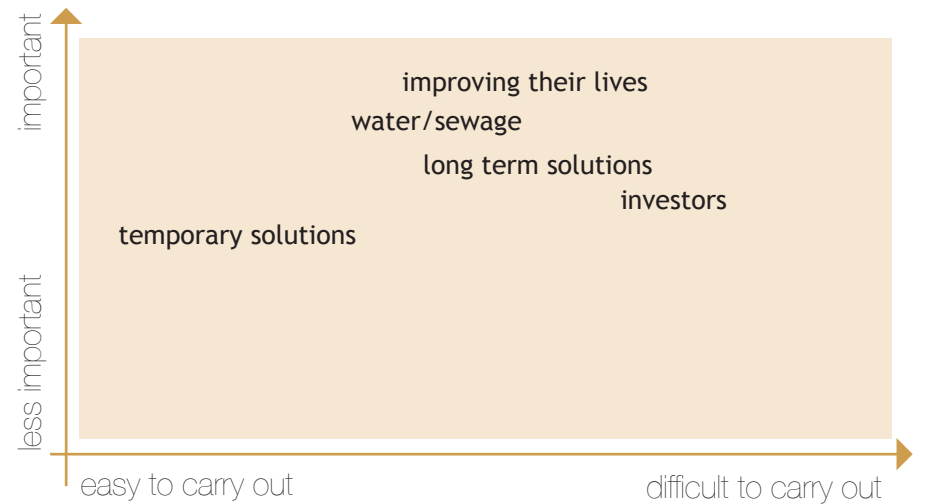 important
improving their lives
water/sewage
long term solutions
investors
temporary solutions
less important
easy to carry out
difficult to carry out